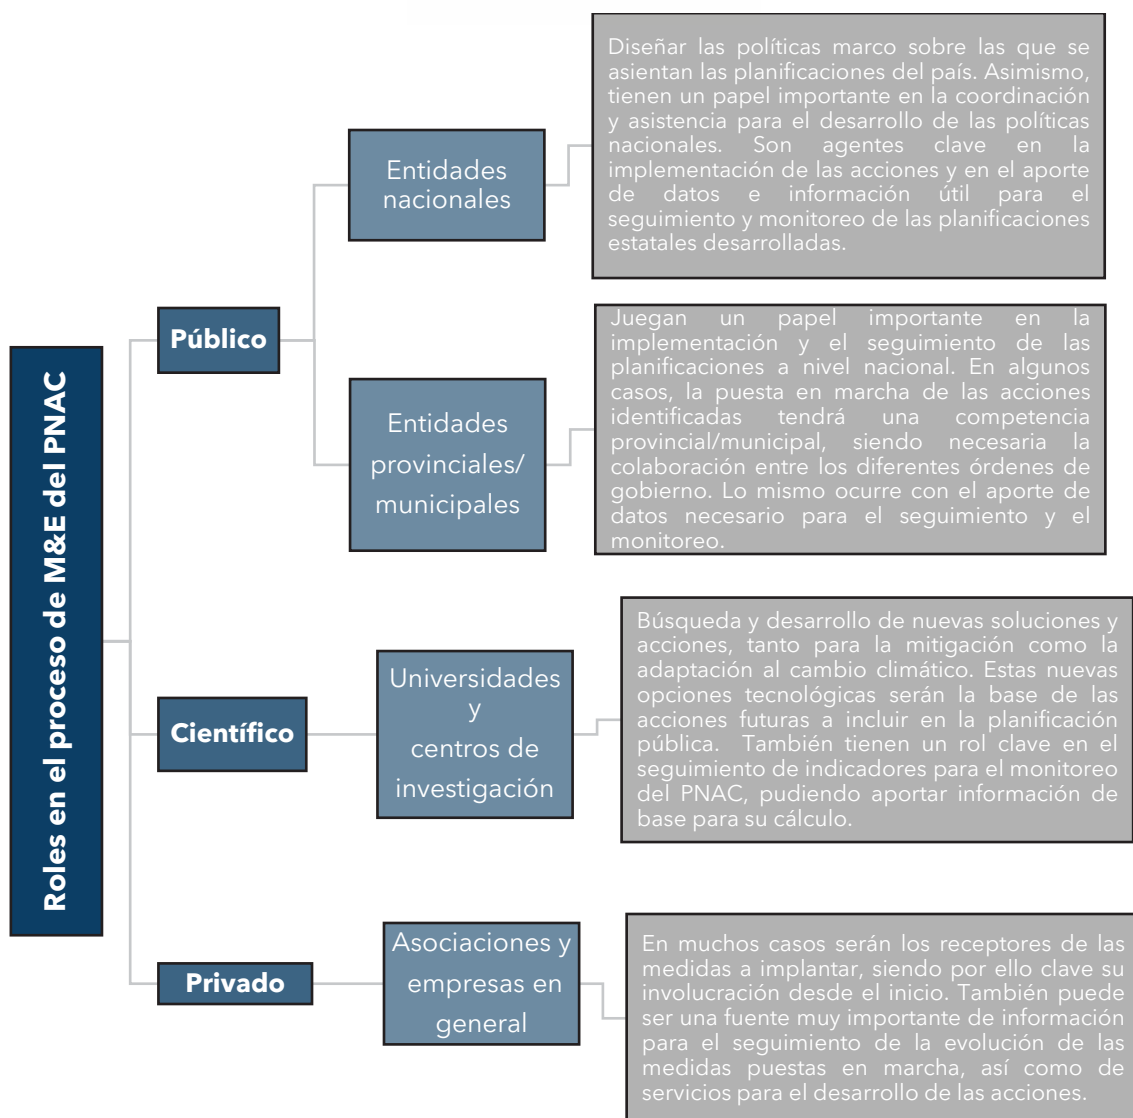 Roles en el proceso de M&E del PNAC
Público
Entidades
nacionales
Diseñar las políticas marco sobre las que se
asientan las planificaciones del país. Asimismo,
tienen un papel importante en la coordinación
y asistencia para el desarrollo de las políticas
nacionales. Son agentes clave en la
implementación de las acciones y en el aporte
de datos e información útil para el
seguimiento y monitoreo de las planificaciones
estatales desarrolladas.
Entidades
provinciales/
municipales
Juegan un papel importante en la
implementación y el seguimiento de las
planificaciones a nivel nacional. En algunos
casos, la puesta en marcha de las acciones
identificadas tendrá una competencia
provincial/municipal, siendo necesaria la
colaboración entre los diferentes órdenes de
gobierno. Lo mismo ocurre con el aporte de
datos necesario para el seguimiento y el
monitoreo.
Científico
Universidades
y
centros de
investigación
Búsqueda y desarrollo de nuevas soluciones y
acciones, tanto para la mitigación como la
adaptación al cambio climático. Estas nuevas
opciones tecnológicas serán la base de las
acciones futuras a incluir en la planificación
pública. También tienen un rol clave en el
seguimiento de indicadores para el monitoreo
del PNAC, pudiendo aportar información de
base para su cálculo.
Privado
Asociaciones y
empresas en
general
En muchos casos serán los receptores de las
medidas a implantar, siendo por ello clave su
involucración desde el inicio. También puede
ser una fuente muy importante de información
para el seguimiento de la evolución de las
medidas puestas en marcha, así como de
servicios para el desarrollo de las acciones.